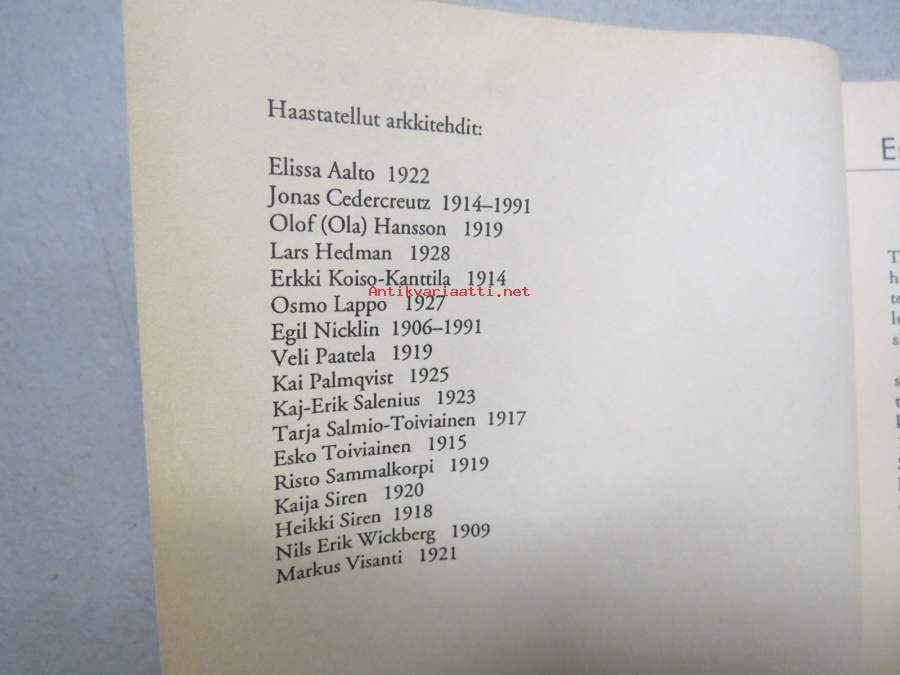 Haastatellut arkkitehdit:
Elissa Aalto 1922
Jonas Cedercreutz 1914–1991
Olof (Ola) Hansson 1919
Lars Hedman 1928
Erkki Koiso-Kanttila 1914
Antikvariaatti.net
Osmo Lappo 1927
Egil Nicklin 1906–1991
Veli Paatela 1919
Kai Palmqvist 1925
Kaj-Erik Salenius 1923
Tarja Salmio-Toiviainen 1917
Esko Toiviainen 1915
Risto Sammalkorpi 1919
Kaija Siren 1920
Heikki Siren 1918
Nils Erik Wickberg 1909
Markus Visanti 1921